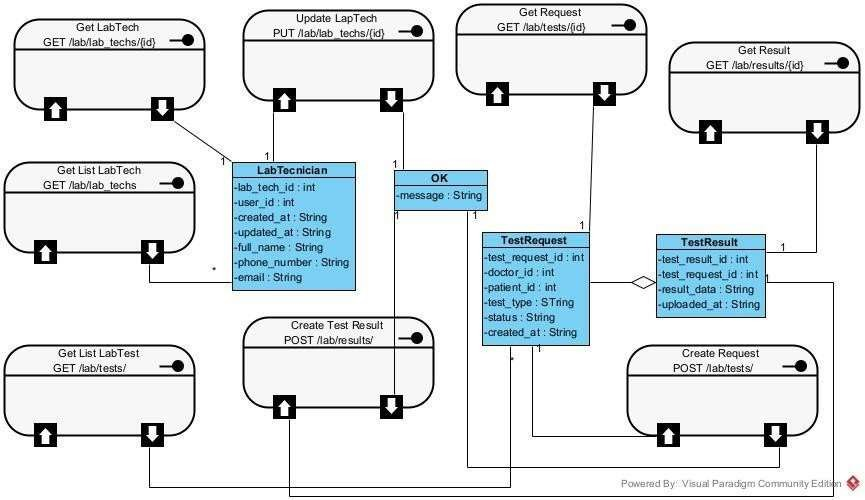 Get LabTech
GET /lab/lab_techs/{id}
Update LapTech
PUT /lab/lab_techs/{id}
Get Request
GET /lab/tests/{id}
Get Result
GET /lab/results/{id}
Get List LabTech
GET /lab/lab_techs
1
1
LabTecnician
-lab_tech_id : int
-user_id : int
-created_at : String
-updated_at : String
-full_name : String
-phone_number : String
-email : String
*
1
OK
-message : String
1
1
1
TestRequest
-test_request_id : int
-doctor_id : int
-patient_id : int
-test_type : STring
-status : String
-created_at : String
*
1
TestResult
-test_result_id : int
-test_request_id : int
-result_data : String
-uploaded_at : String
1
1
Get List LabTest
GET /lab/tests/
Create Test Result
POST /lab/results/
Create Request
POST /lab/tests/
Powered By: Visual Paradigm Community Edition